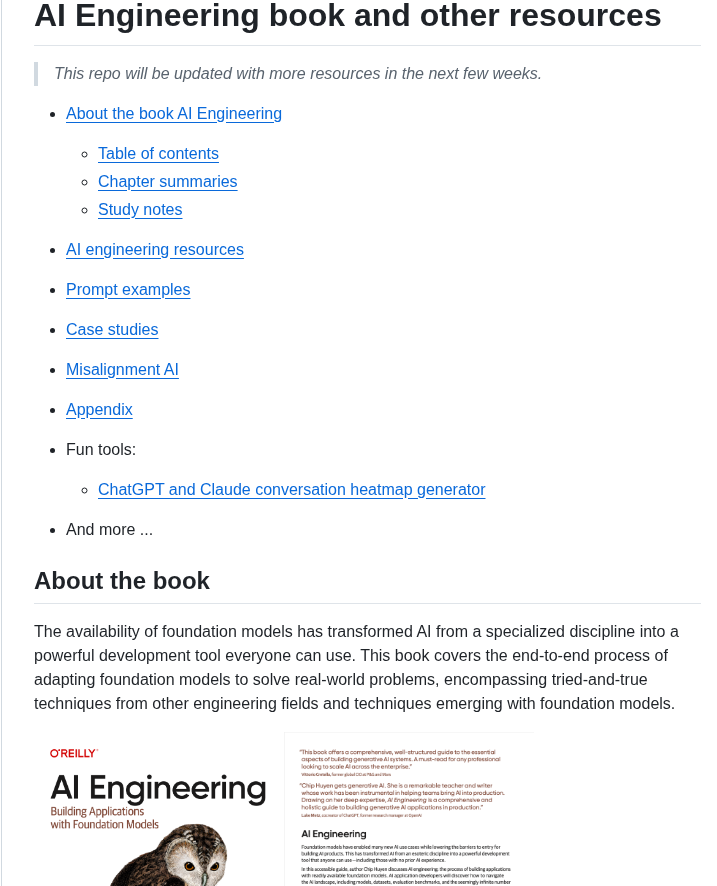 AI Engineering book and other resources
This repo will be updated with more resources in the next few weeks.
About the book AI Engineering
Table of contents
Chapter summaries
Study notes
AI engineering resources
Prompt examples
Case studies
Misalignment AI
Appendix
Fun tools:
ChatGPT and Claude conversation heatmap generator
And more ...
About the book
The availability of foundation models has transformed AI from a specialized discipline into a
powerful development tool everyone can use. This book covers the end-to-end process of
adapting foundation models to solve real-world problems, encompassing tried-and-true
techniques from other engineering fields and techniques emerging with foundation models.
O'REILLY
AI Engineering
Building Applications
with Foundation Models
"This book offers a comprehensive, well-structured guide to the essential
aspects of building generative AI systems. A must-read for any professional
looking to scale AI across the enterprise."
"Chip Huyen gets generative AI. She is a remarkable teacher and writer
whose work has been instrumental in helping teams bring AI into production.
Drawing on her deep expertise, AI Engineering is a comprehensive and
holistic guide to building generative AI applications in production."
AI Engineering
Foundation models have enabled many new AI use cases while lowering the barriers to entry for
building AI products. This has transformed AI from an esoteric discipline into a powerful development
tool that anyone can use—including those with no prior AI experience.
In this accessible guide, author Chip Huyen discusses AI engineering: the process of building applications
with readily available foundation models. AI application developers will discover how to navigate
the AI landscape, including models, datasets, evaluation benchmarks, and the seemingly infinite number